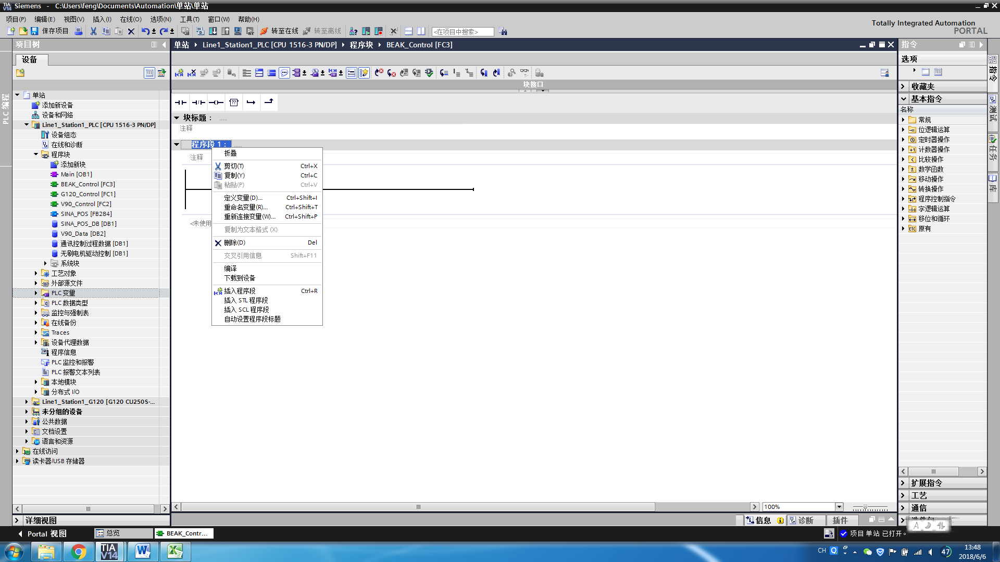 Siemens - C:\Users\feng\Documents\Automation\单站\单站
项目(P) 编辑(E) 视图(V) 插入(I) 在线(O) 选项(N) 工具(T) 窗口(W) 帮助(H)
Totally Integrated Automation
PORTAL
保存项目 转至在线 转至离线 <在项目中搜索>
项目树
单站 Line1_Station1_PLC [CPU 1516-3 PN/DP] 程序块 BEAK_Control [FC3]
指令
设备
选项
块接口
PLC 编程
单站
添加新设备
设备和网络
Line1_Station1_PLC [CPU 1516-3 PN/DP]
设备组态
在线和诊断
程序块
添加新块
Main [OB1]
BEAK_Control [FC3]
G120_Control [FC1]
V90_Control [FC2]
SINA_POS [FB284]
SINA_POS_DB [DB1]
V90_Data [DB2]
通讯控制过程数据 [DB1]
无刷电机驱动控制 [DB1]
系统块
工艺对象
外部源文件
PLC 变量
PLC 数据类型
监控与强制表
在线备份
Traces
设备代理数据
程序信息
PLC 监控和报警
PLC 报警文本列表
本地模块
分布式 I/O
Line1_Station1_G120 [G120 CU250S-...
未分组的设备
公共数据
文档设置
语言和资源
在线访问
读卡器/USB 存储器
详细视图
块标题： .....
注释
程序段 1： .....
注释
<未使用
折叠
剪切(T) Ctrl+X
复制(Y) Ctrl+C
粘贴(P) Ctrl+V
定义变量(D)... Ctrl+Shift+I
重命名变量(R)... Ctrl+Shift+T
重新连接变量(W)... Ctrl+Shift+P
复制为文本格式 (X)
删除(D) Del
交叉引用信息 Shift+F11
编译
下载到设备
插入程序段 Ctrl+R
插入 STL 程序段
插入 SCL 程序段
自动设置程序段标题
收藏夹
基本指令
名称
常规
位逻辑运算
定时器操作
计数器操作
比较操作
数学函数
移动操作
转换操作
程序控制指令
字逻辑运算
移位和循环
原有
扩展指令
工艺
通信
指令
测试
任务
库
100%
信息 诊断 插件
Portal 视图 总览 BEAK_Contr... 项目 单站 已打开。
TIA V14
CH
47
13:48
2018/6/6